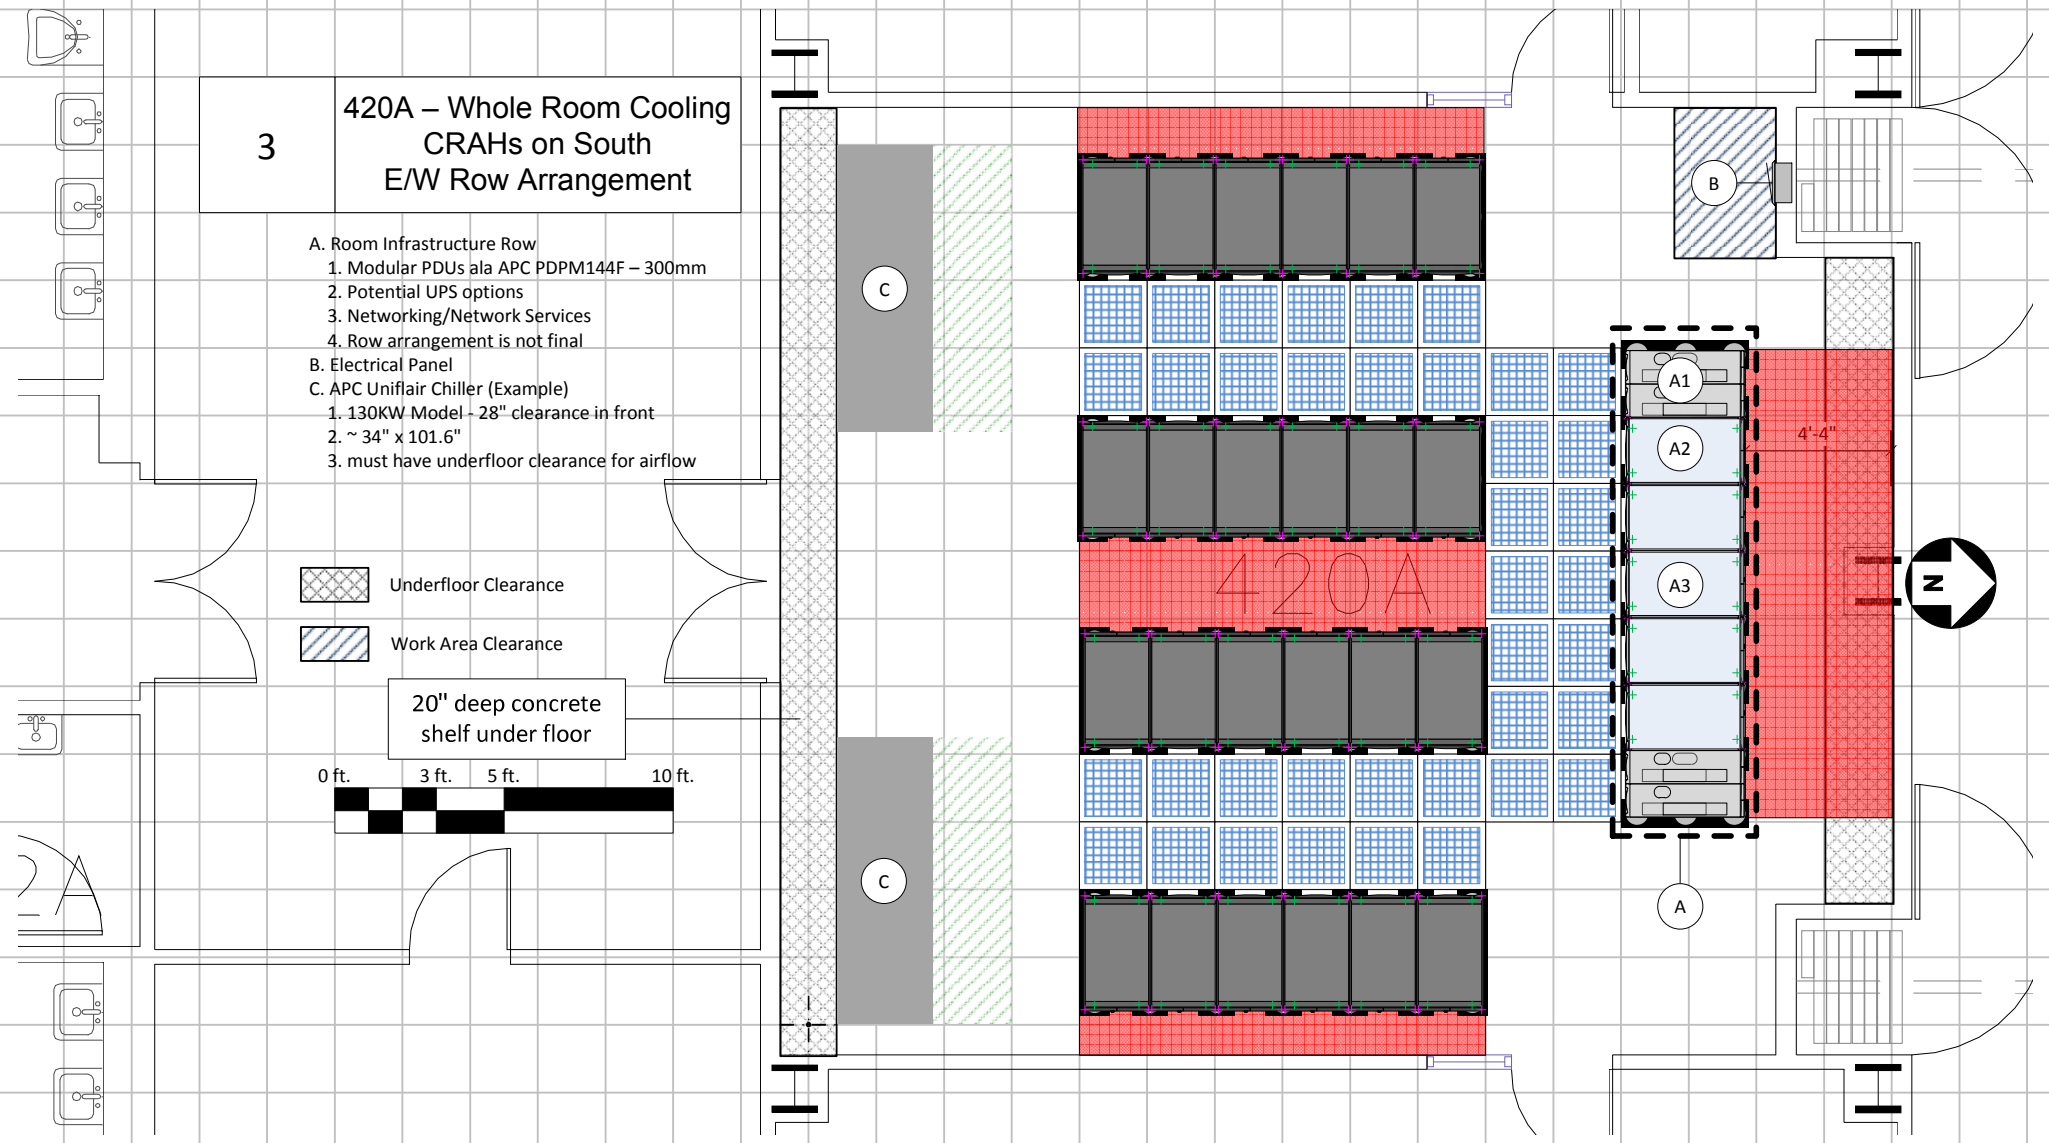 3
420A – Whole Room Cooling
CRAHs on South
E/W Row Arrangement
A. Room Infrastructure Row
1. Modular PDUs ala APC PDPM144F – 300mm
2. Potential UPS options
3. Networking/Network Services
4. Row arrangement is not final
B. Electrical Panel
C. APC Uniflair Chiller (Example)
1. 130KW Model - 28" clearance in front
2. ~ 34" x 101.6"
3. must have underfloor clearance for airflow
Underfloor Clearance
Work Area Clearance
20" deep concrete
shelf under floor
0 ft.
3 ft.
5 ft.
10 ft.
C
C
420A
B
A1
A2
A3
A
4'-4"
N
2A